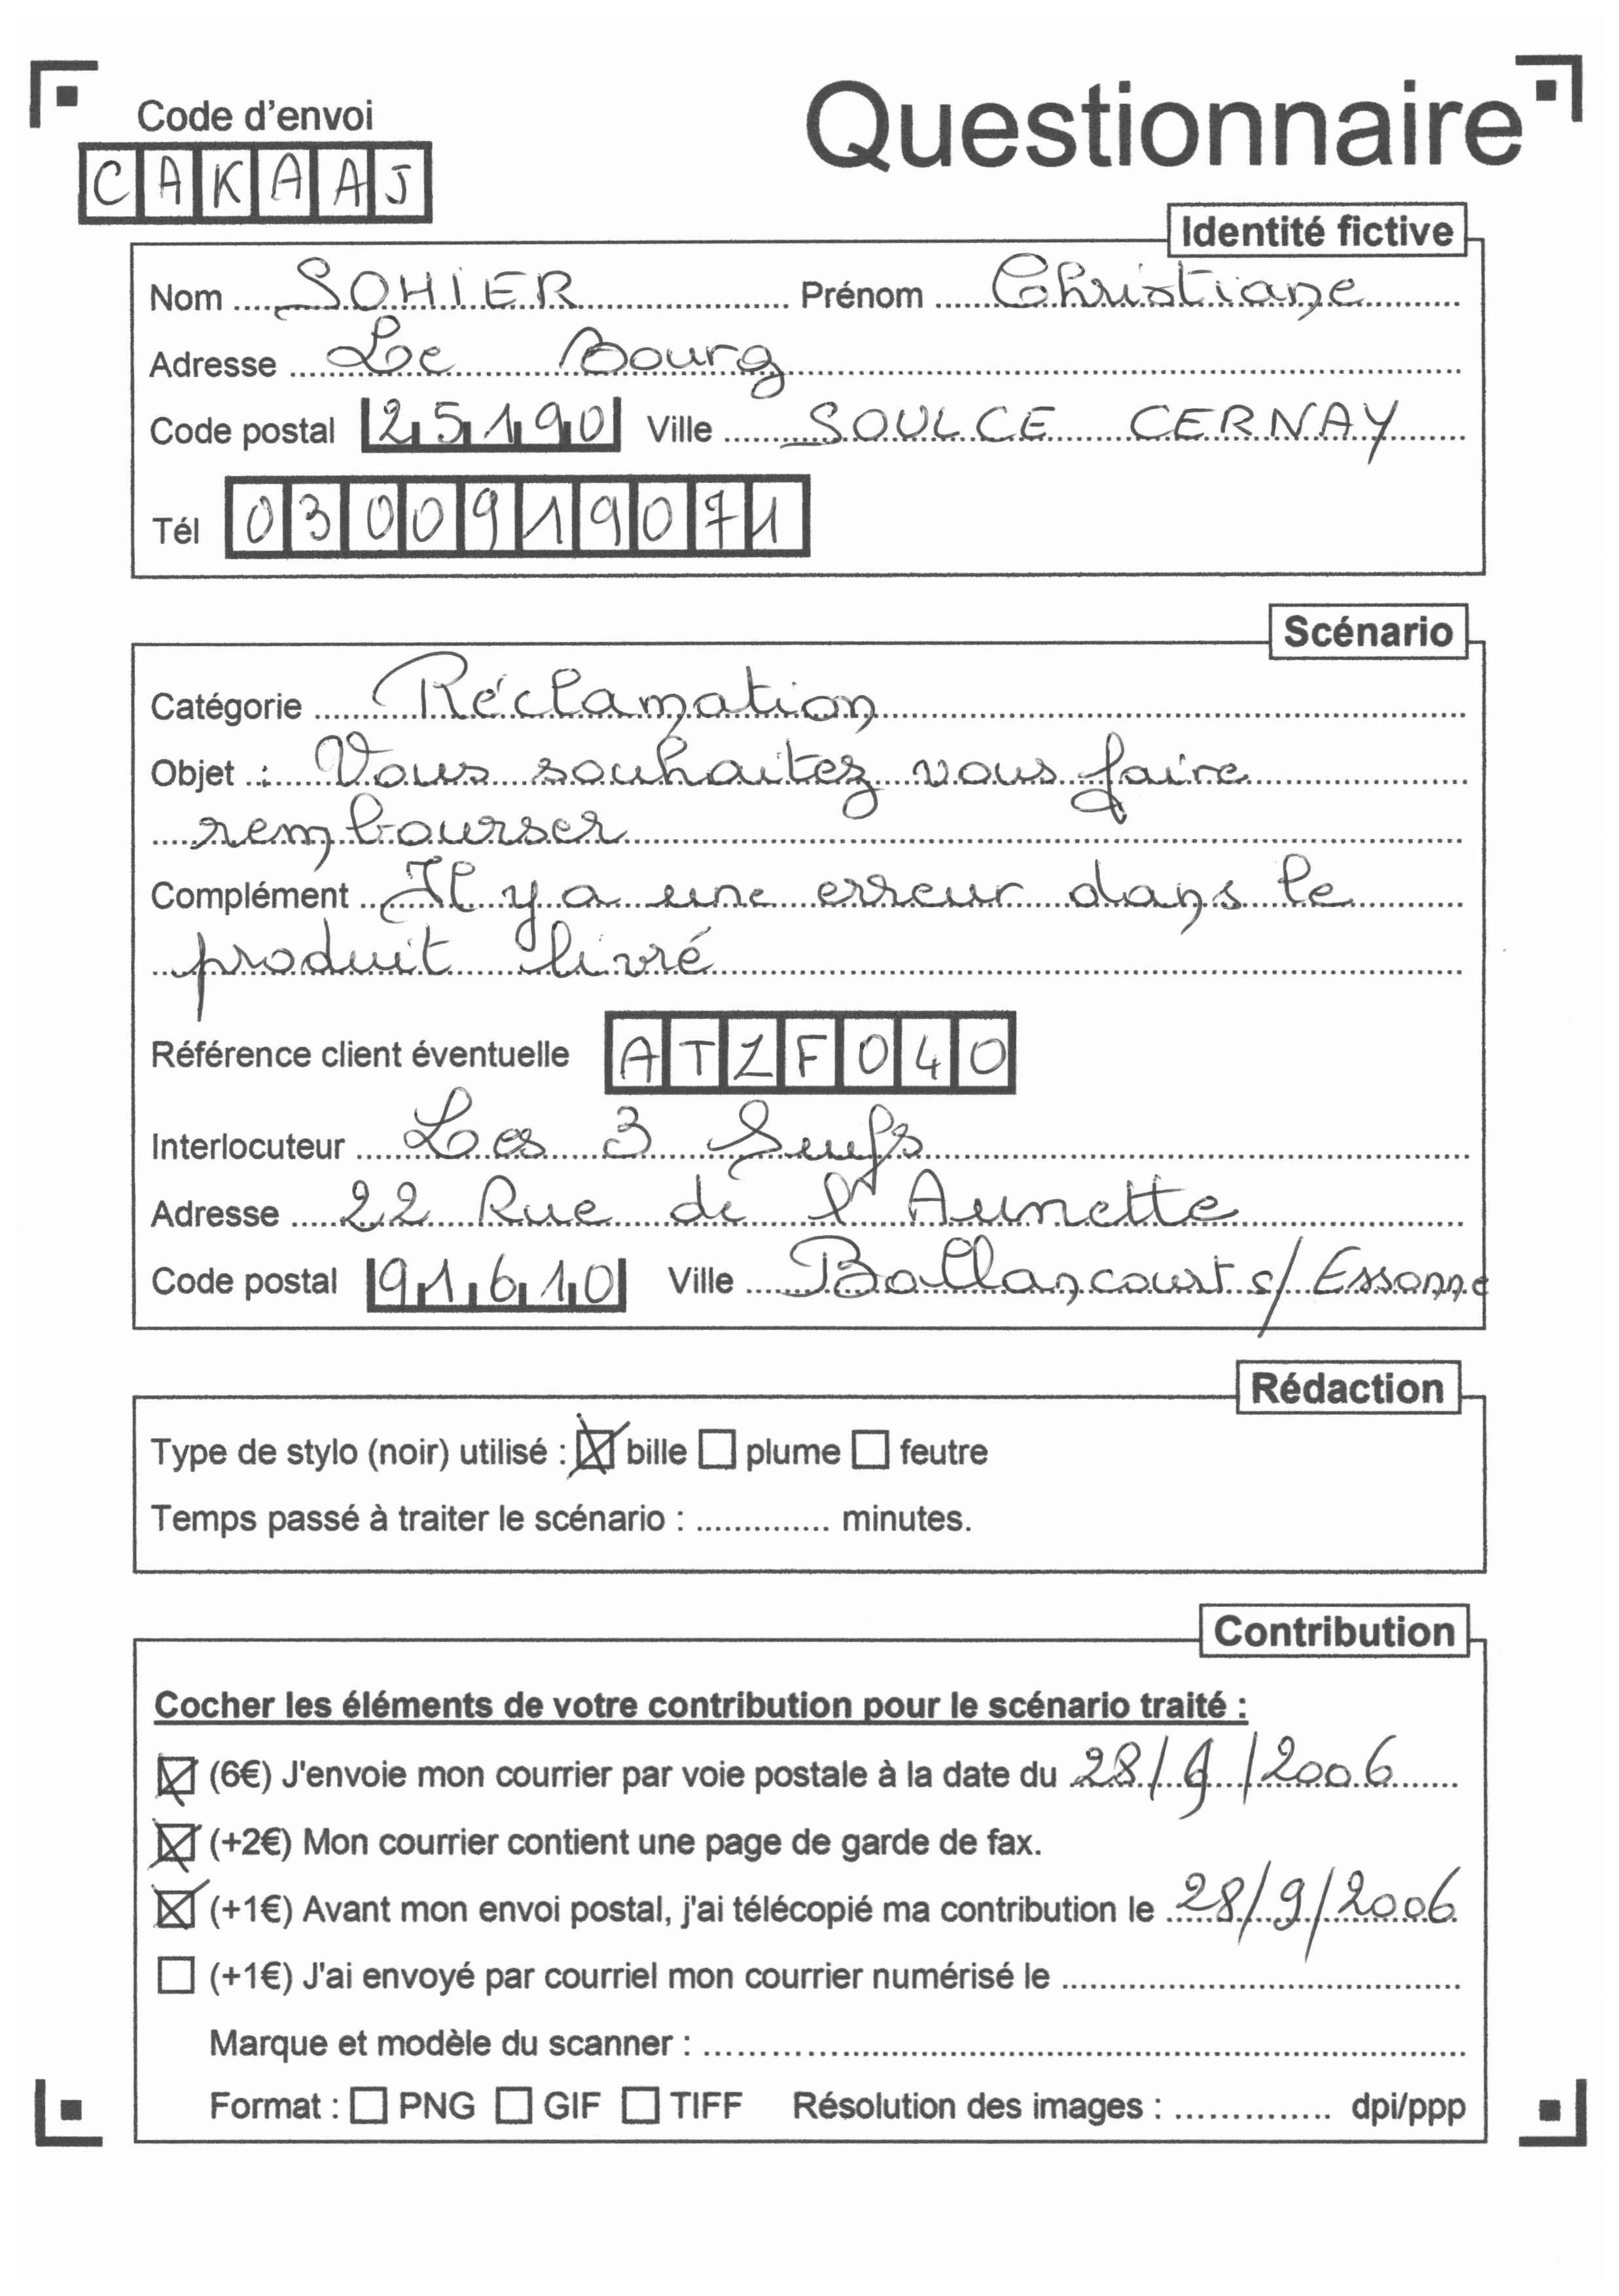 Questionnaire
Code d'envoi
CAKAAJ
Identité fictive
Nom SOHIER Prénom Christiane
Adresse Le Bourg
Code postal 25190 Ville SOULCE CERNAY
Tél 0300919071
Scénario
Catégorie Réclamation
Objet : Vous souhaitez vous faire
rembourser
Complément Il y a une erreur dans le
produit livré
Référence client éventuelle ATZF040
Interlocuteur Les 3
Adresse 22 Rue de l'Aunette
Code postal 91610 Ville Ballancourt s/ Essonne
Rédaction
Type de stylo (noir) utilisé : bille plume feutre
Temps passé à traiter le scénario : .............. minutes.
Contribution
Cocher les éléments de votre contribution pour le scénario traité :
(6€) J'envoie mon courrier par voie postale à la date du 28/9/2006
(+2€) Mon courrier contient une page de garde de fax.
(+1€) Avant mon envoi postal, j'ai télécopié ma contribution le 28/9/2006
(+1€) J'ai envoyé par courriel mon courrier numérisé le
Marque et modèle du scanner :
Format : PNG GIF TIFF Résolution des images : .............. dpi/ppp